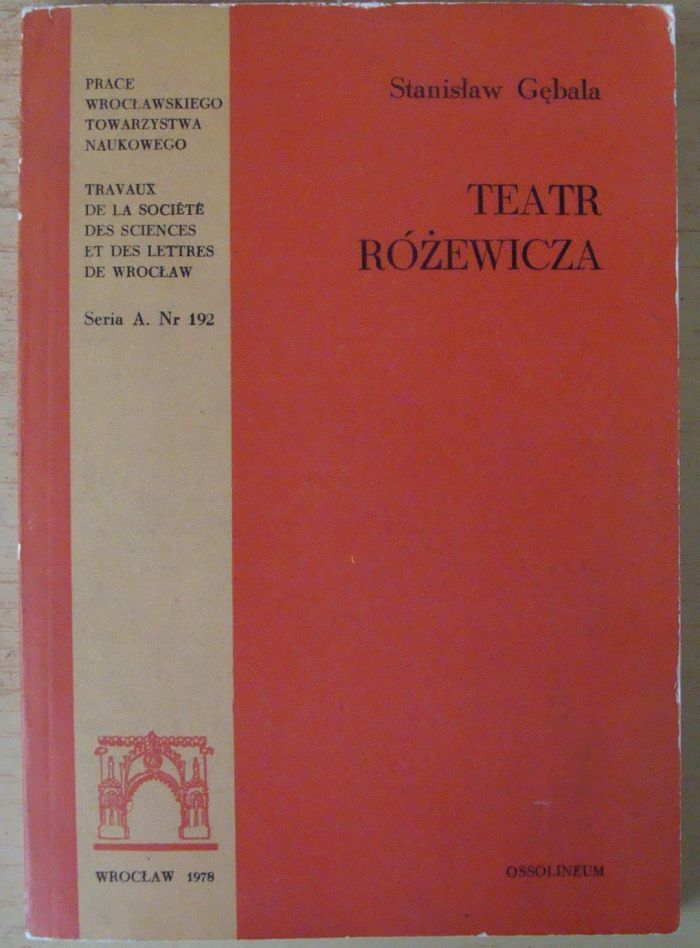 PRACE
WROCŁAWSKIEGO
TOWARZYSTWA
NAUKOWEGO
TRAVAUX
DE LA SOCIÉTÉ
DES SCIENCES
ET DES LETTRES
DE WROCŁAW
Seria A. Nr 192
Stanisław Gębala
TEATR
RÓŻEWICZA
WROCŁAW 1978
OSSOLINEUM